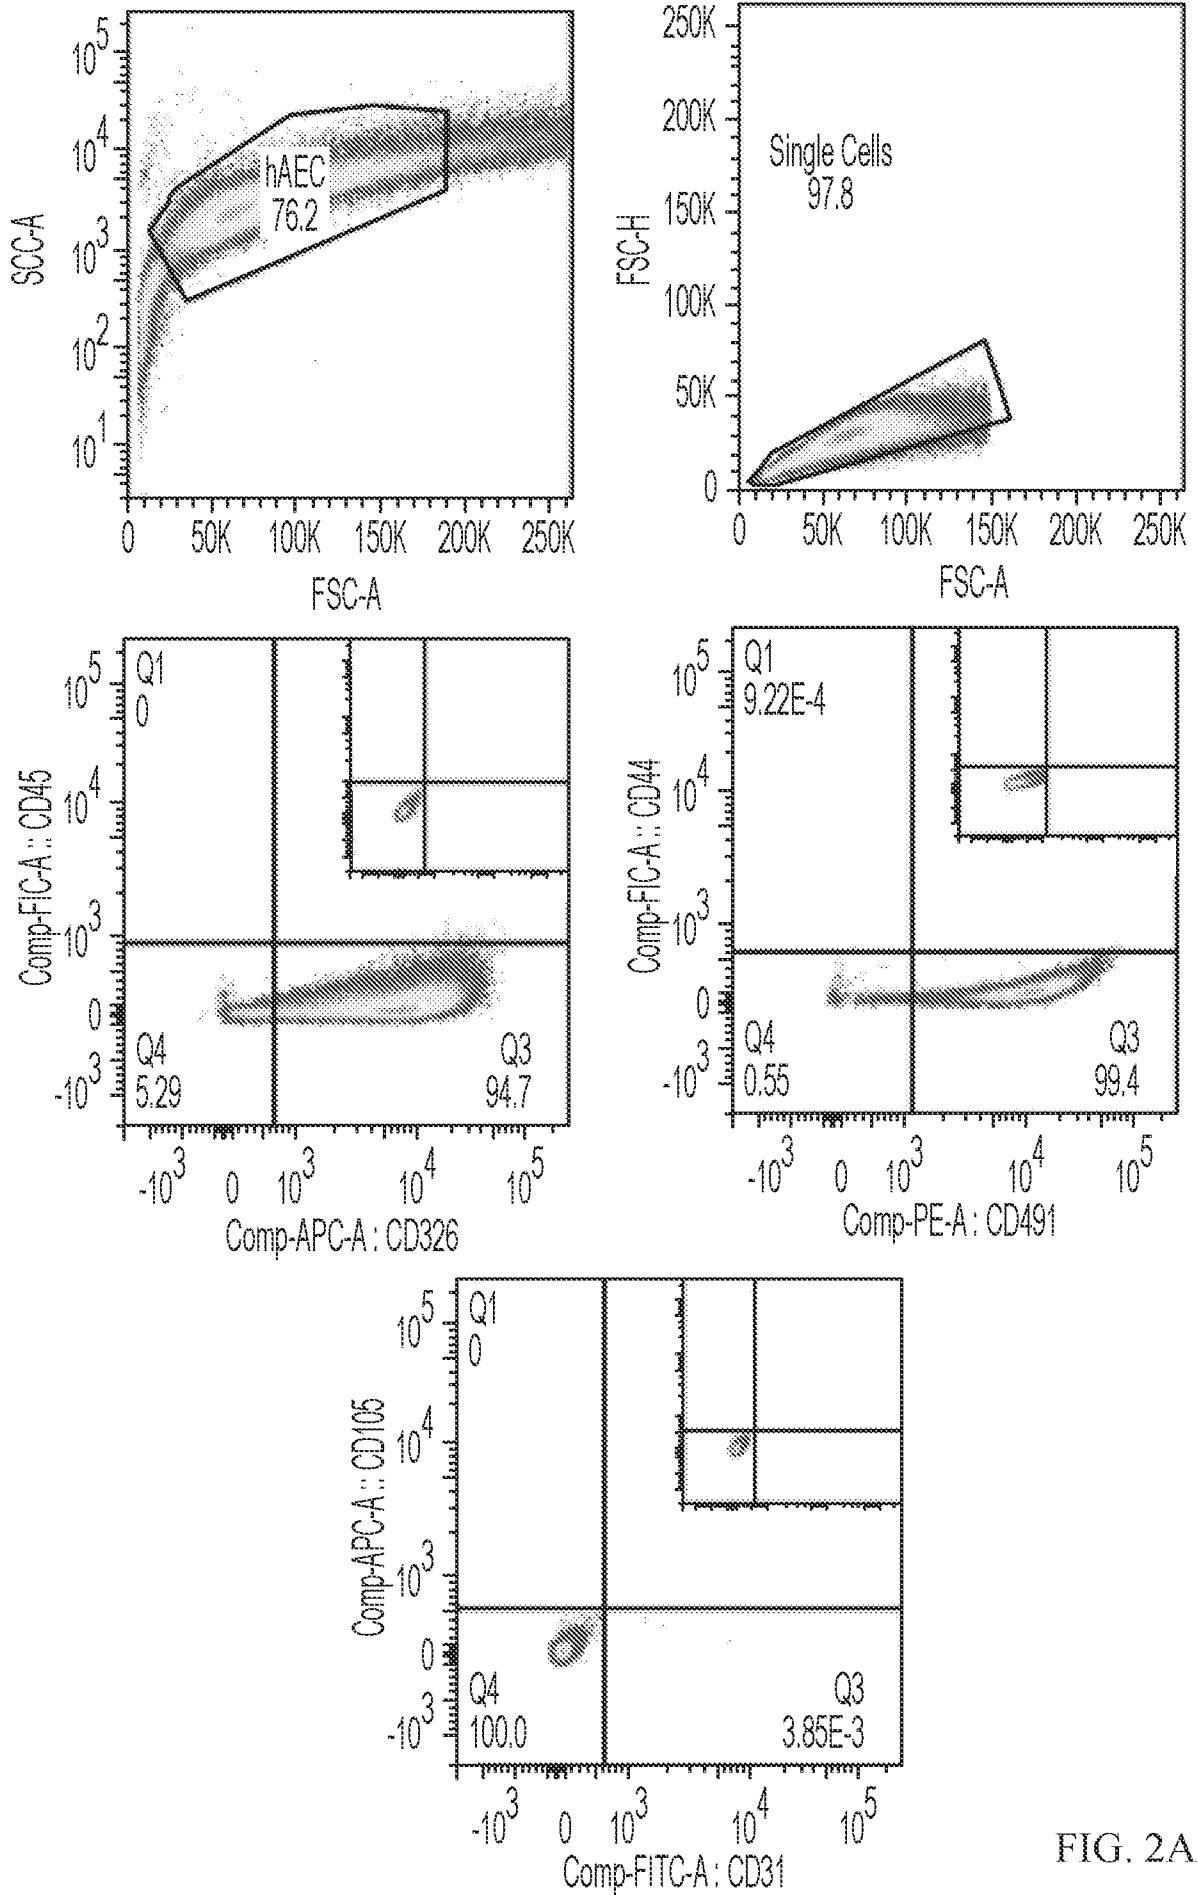 10^5
10^4
10^3
10^2
10^1
SCC-A
hAEC
76.2
0 50K 100K 150K 200K 250K
FSC-A
250K
200K
150K
100K
50K
0
FSC-H
Single Cells
97.8
0 50K 100K 150K 200K 250K
FSC-A
Q1
0
10^5
10^4
10^3
0
-10^3
Comp-FIC-A :: CD45
Q4
5.29
Q3
94.7
-10^3 0 10^3 10^4 10^5
Comp-APC-A : CD326
Q1
9.22E-4
10^5
10^4
10^3
0
-10^3
Comp-FIC-A :: CD44
Q4
0.55
Q3
99.4
-10^3 0 10^3 10^4 10^5
Comp-PE-A : CD491
Q1
0
10^5
10^4
10^3
0
-10^3
Comp-APC-A :: CD105
Q4
100.0
Q3
3.85E-3
-10^3 0 10^3 10^4 10^5
Comp-FITC-A : CD31
FIG. 2A